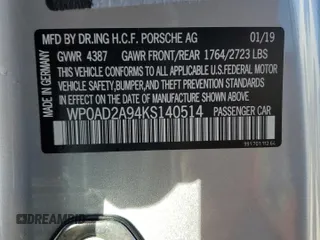 MFD BY DR.ING H.C.F. PORSCHE AG 01/19
GVWR 4387 GAWR FRONT/REAR 1764/2723 LBS
THIS VEHICLE CONFORMS TO ALL APPLICABLE
U.S.FEDERAL MOTOR
VEHICLE SAFETY,BUMPER,AND THEFT PREVENTION
STANDARDS IN EFFECT ON THE DATE OF
MANUFACTURE SHOWN ABOVE.
WP0AD2A94KS140514 PASSENGER CAR
MADE IN GERMANY
DREAMBID